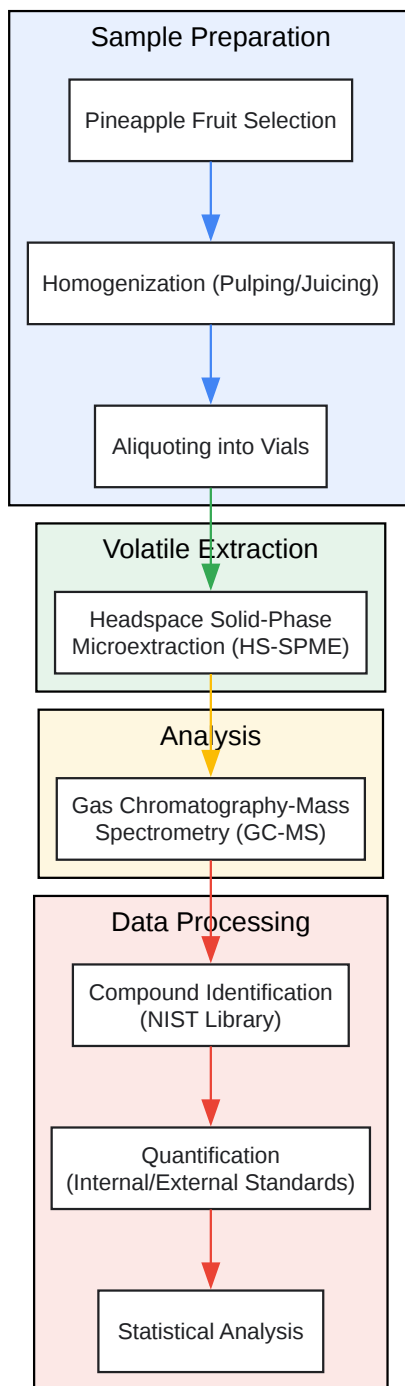 Sample Preparation
Pineapple Fruit Selection
Homogenization (Pulping/Juicing)
Aliquoting into Vials
Volatile Extraction
Headspace Solid-Phase
Microextraction (HS-SPME)
Analysis
Gas Chromatography-Mass
Spectrometry (GC-MS)
Data Processing
Compound Identification
(NIST Library)
Quantification
(Internal/External Standards)
Statistical Analysis